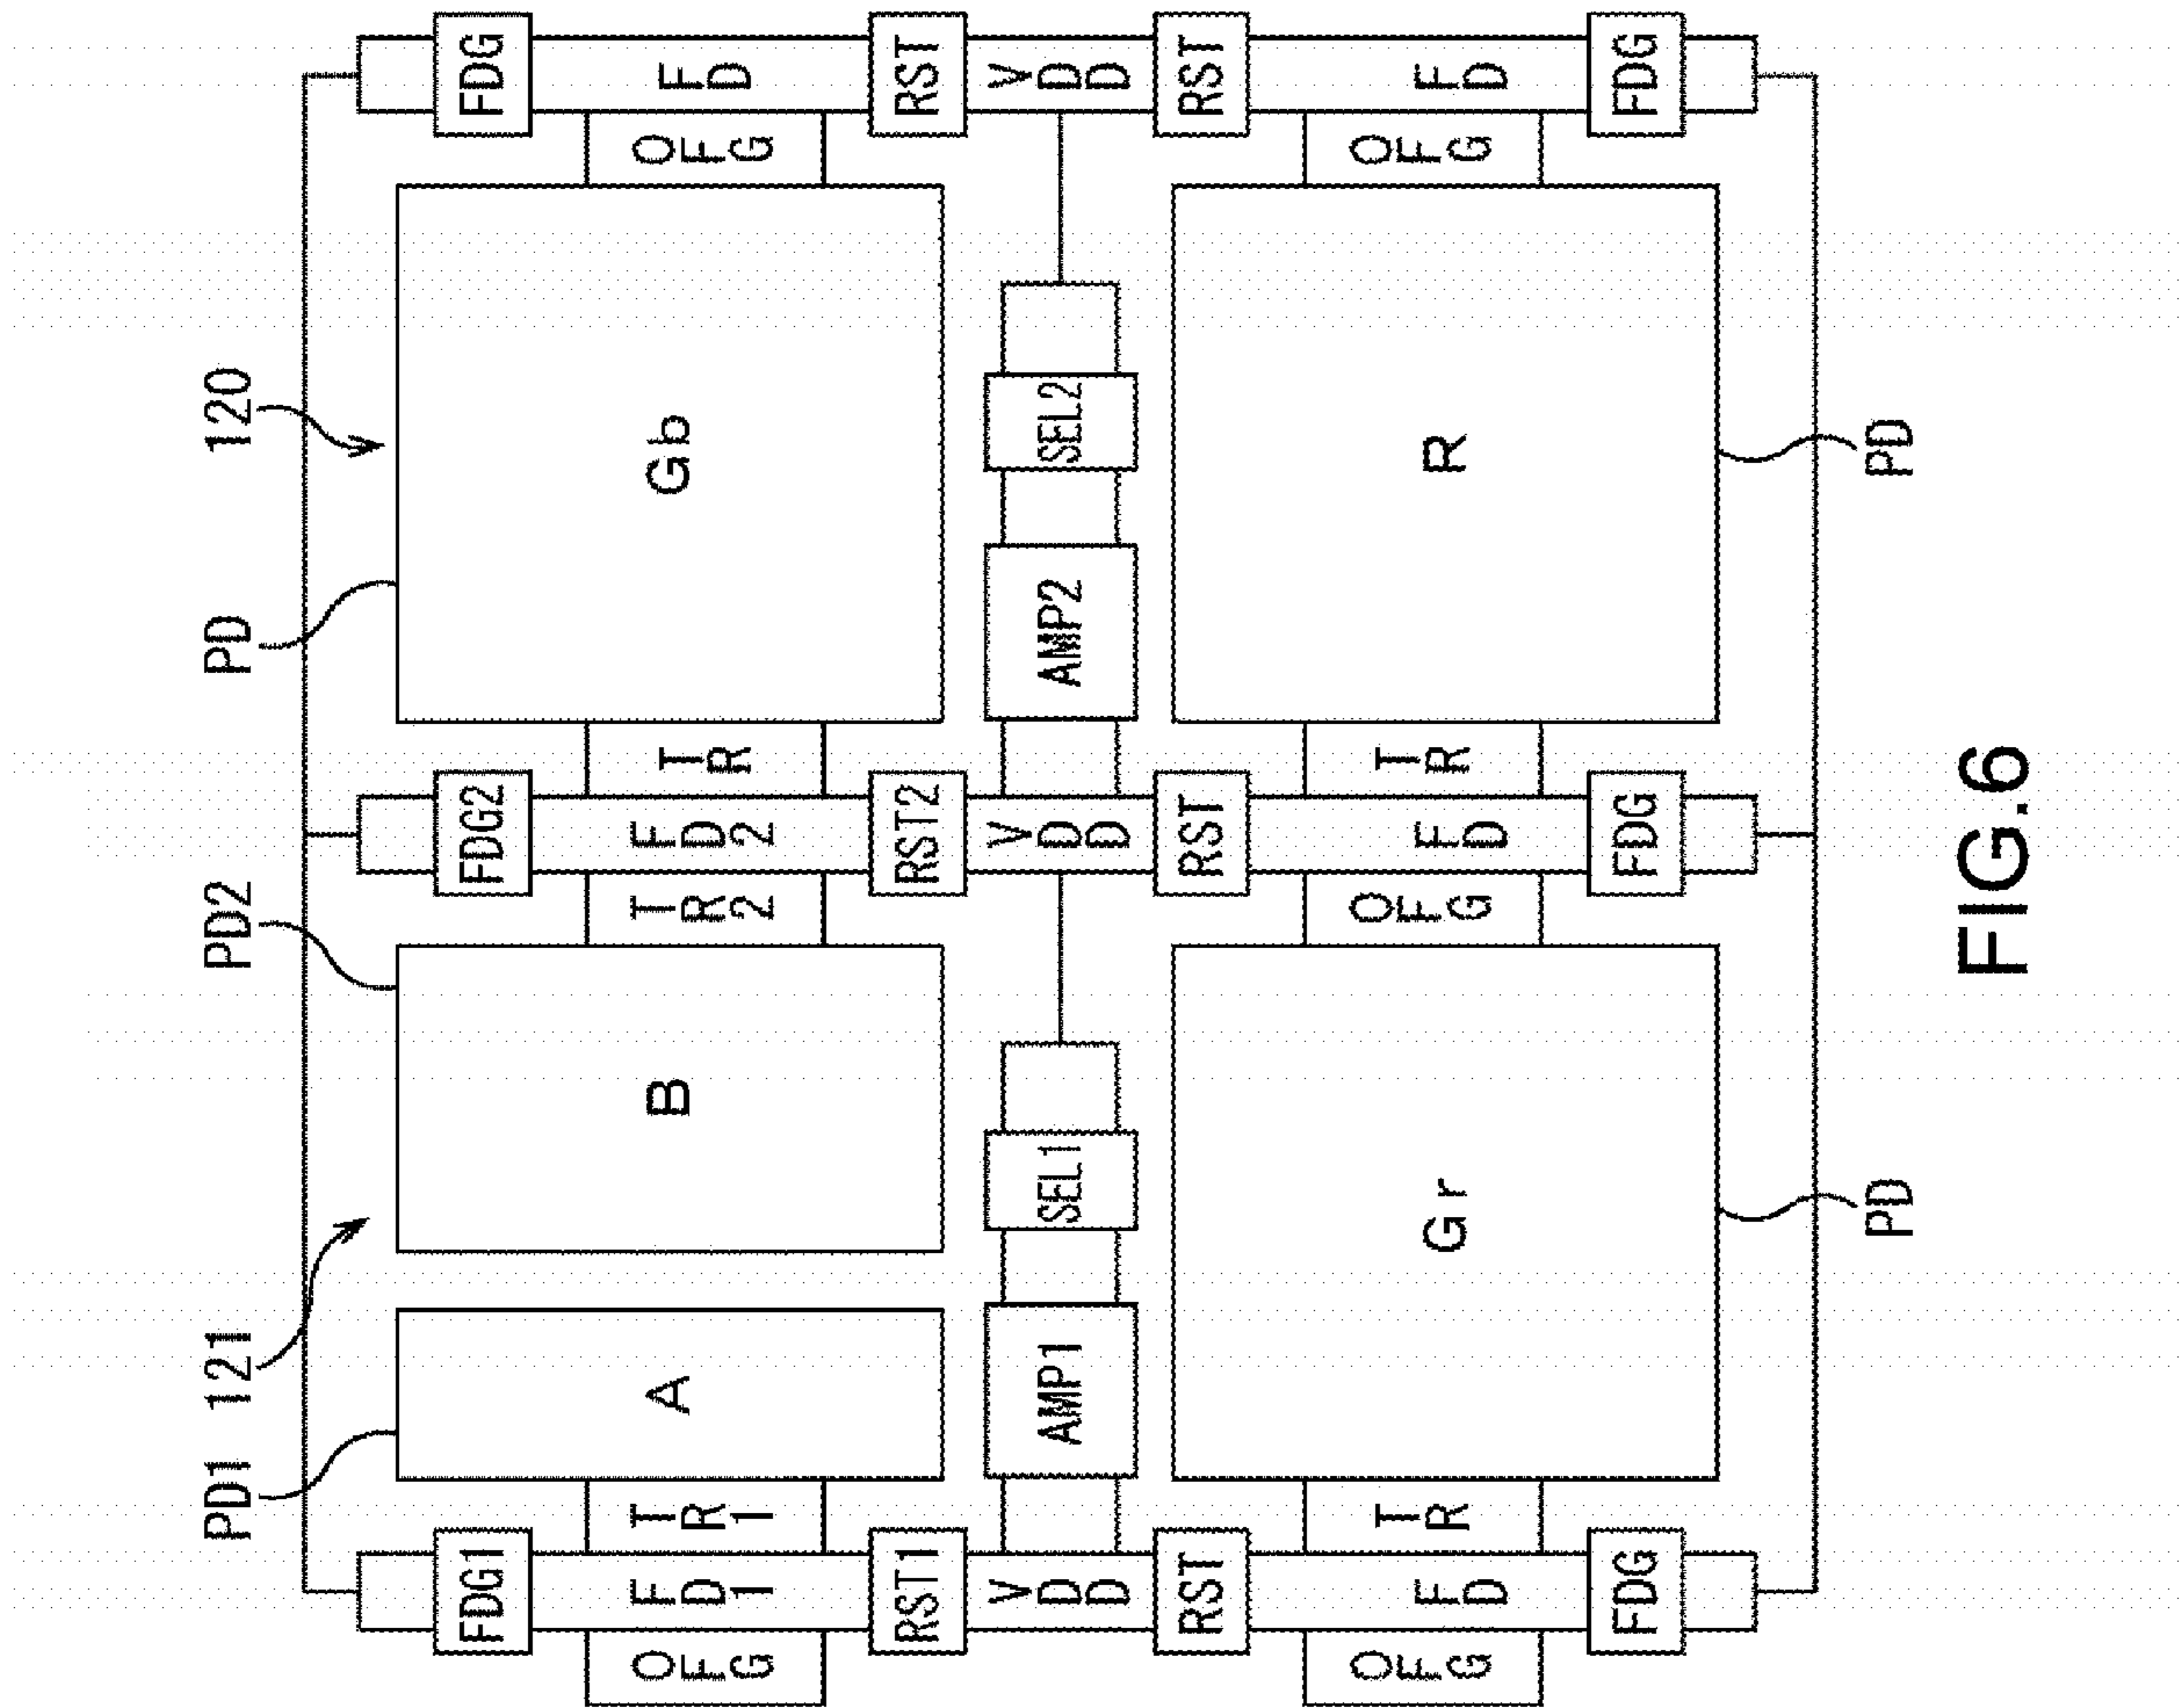 PD1 121 PD2 PD 120
FDG1 FDG2 FDG
OFG FD1 TR1 A B TR2 FD2 TR Gb OFG FD
RST1 RST2 RST
VDD AMP1 SEL1 VDD AMP2 SEL2 VDD
RST RST RST
OFG FD TR Gr OFG FD TR R OFG FD
FDG FDG FDG
PD PD
FIG.6